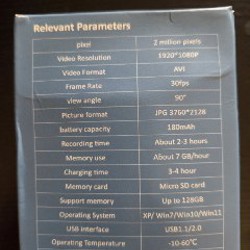 Relevant Parameters
pixel 2 million pixels
Video Resolution 1920*1080P
Video Format AVI
Frame Rate 30fps
view angle 90°
Picture format JPG 3760*2128
Battery capacity 180mAh
Recording time About 2-3 hours
Memory use About 7 GB/hour
Charging time 3-4 hour
Memory card Micro SD card
Support memory Up to 128GB
Operating System XP/ Win7/Win10/Win11
USB Interface USB1.1/2.0
Operating Temperature -10-60℃